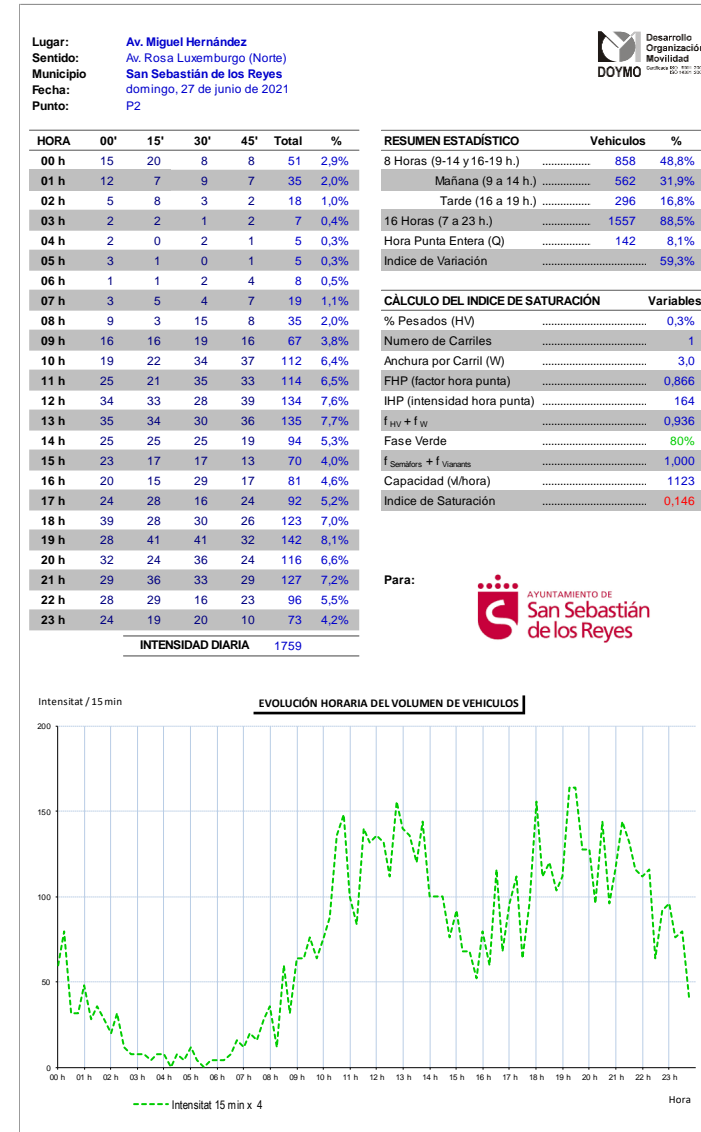 Lugar: Av. Miguel Hernández
Sentido: Av. Rosa Luxemburgo (Norte)
Municipio San Sebastián de los Reyes
Fecha: domingo, 27 de junio de 2021
Punto: P2
Desarrollo
Organización
Movilidad
DOYMO
HORA 00' 15' 30' 45' Total %
00 h 15 20 8 8 51 2,9%
01 h 12 7 9 7 35 2,0%
02 h 5 8 3 2 18 1,0%
03 h 2 2 1 2 7 0,4%
04 h 2 0 2 1 5 0,3%
05 h 3 1 0 1 5 0,3%
06 h 1 1 2 4 8 0,5%
07 h 3 5 4 7 19 1,1%
08 h 9 3 15 8 35 2,0%
09 h 16 16 19 16 67 3,8%
10 h 19 22 34 37 112 6,4%
11 h 25 21 35 33 114 6,5%
12 h 34 33 28 39 134 7,6%
13 h 35 34 30 36 135 7,7%
14 h 25 25 25 19 94 5,3%
15 h 23 17 17 13 70 4,0%
16 h 20 15 29 17 81 4,6%
17 h 24 28 16 24 92 5,2%
18 h 39 28 30 26 123 7,0%
19 h 28 41 41 32 142 8,1%
20 h 32 24 36 24 116 6,6%
21 h 29 36 33 29 127 7,2%
22 h 28 29 16 23 96 5,5%
23 h 24 19 20 10 73 4,2%
INTENSIDAD DIARIA 1759
RESUMEN ESTADÍSTICO Vehiculos %
8 Horas (9-14 y16-19 h.) ................ 858 48,8%
Mañana (9 a 14 h.) ................ 562 31,9%
Tarde (16 a 19 h.) ................ 296 16,8%
16 Horas (7 a 23 h.) ................ 1557 88,5%
Hora Punta Entera (Q) ................ 142 8,1%
Indice de Variación ................................... 59,3%
CÀLCULO DEL INDICE DE SATURACIÓN Variables
% Pesados (HV) ................................... 0,3%
Numero de Carriles ................................... 1
Anchura por Carril (W) ................................... 3,0
FHP (factor hora punta) ................................... 0,866
IHP (intensidad hora punta) ................................... 164
f HV + f W ................................... 0,936
Fase Verde ................................... 80%
f Semàfors + f Vianants ................................... 1,000
Capacidad (vl/hora) ................................... 1123
Indice de Saturación ................................... 0,146
Para:
AYUNTAMIENTO DE
San Sebastián
de los Reyes
Intensitat / 15 min
EVOLUCIÓN HORARIA DEL VOLUMEN DE VEHICULOS
200
150
100
50
0
00 h 01 h 02 h 03 h 04 h 05 h 06 h 07 h 08 h 09 h 10 h 11 h 12 h 13 h 14 h 15 h 16 h 17 h 18 h 19 h 20 h 21 h 22 h 23 h
Hora
Intensitat 15 min x 4